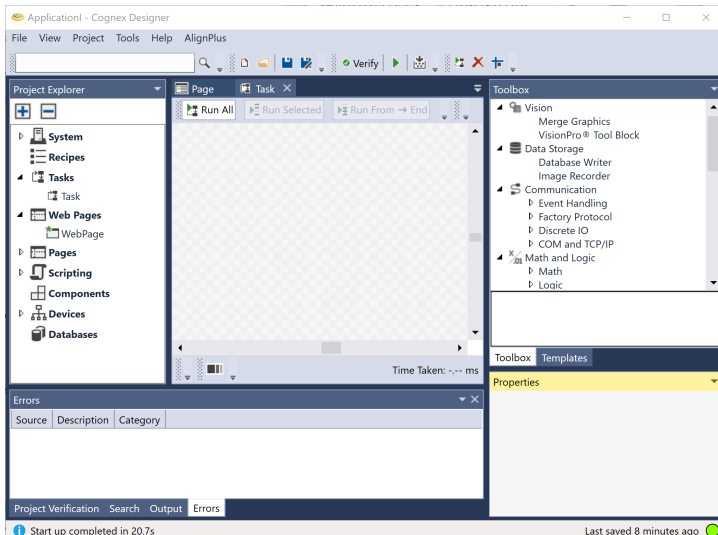 ApplicationI - Cognex Designer
File View Project Tools Help AlignPlus
Verify
Project Explorer
System
Recipes
Tasks
Task
Web Pages
WebPage
Pages
Scripting
Components
Devices
Databases
Page Task
Run All Run Selected Run From → End
Time Taken: -.-- ms
Toolbox
Vision
Merge Graphics
VisionPro® Tool Block
Data Storage
Database Writer
Image Recorder
Communication
Event Handling
Factory Protocol
Discrete IO
COM and TCP/IP
Math and Logic
Math
Logic
Toolbox Templates
Properties
Errors
Source Description Category
Project Verification Search Output Errors
Start up completed in 20.7s
Last saved 8 minutes ago